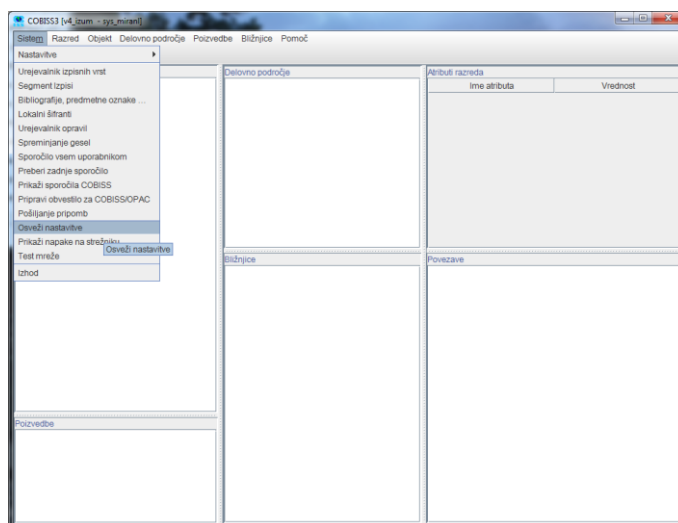 COBISS3 [v4_izum - sys_miranl]
Sistem Razred Objekt Delovno področje Poizvedbe Bližnjice Pomoč
Nastavitve
Urejevalnik izpisnih vrst
Segment Izpisi
Bibliografije, predmetne oznake ...
Lokalni šifranti
Urejevalnik opravil
Spreminjanje gesel
Sporočilo vsem uporabnikom
Preberi zadnje sporočilo
Prikaži sporočila COBISS
Pripravi obvestilo za COBISS/OPAC
Pošiljanje pripomb
Osveži nastavitve
Prikaži napake na strežniku
Osveži nastavitve
Test mreže
Izhod
Delovno področje
Atributi razreda
Ime atributa Vrednost
Bližnjice
Povezave
Poizvedbe